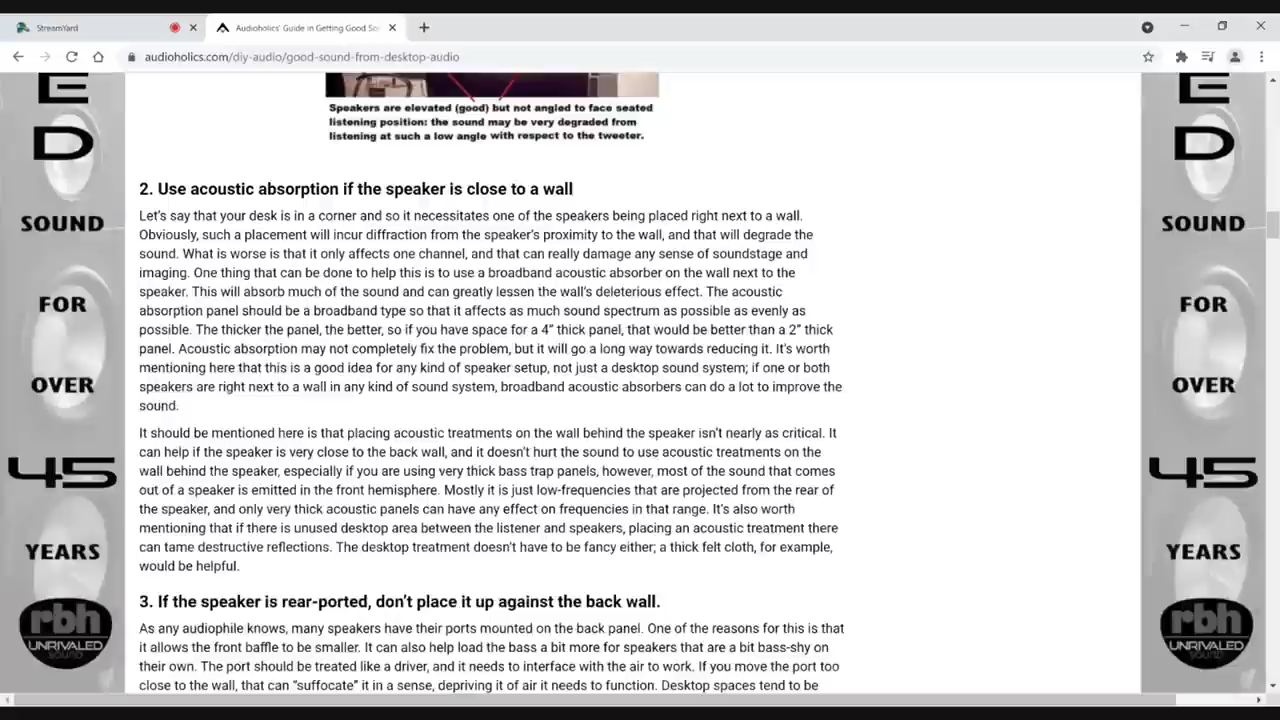 StreamYard
Audioholics' Guide in Getting Good So
audioholics.com/diy-audio/good-sound-from-desktop-audio
Speakers are elevated (good) but not angled to face seated
listening position: the sound may be very degraded from
listening at such a low angle with respect to the tweeter.
2. Use acoustic absorption if the speaker is close to a wall
Let's say that your desk is in a corner and so it necessitates one of the speakers being placed right next to a wall.
Obviously, such a placement will incur diffraction from the speaker's proximity to the wall, and that will degrade the
sound. What is worse is that it only affects one channel, and that can really damage any sense of soundstage and
imaging. One thing that can be done to help this is to use a broadband acoustic absorber on the wall next to the
speaker. This will absorb much of the sound and can greatly lessen the wall's deleterious effect. The acoustic
absorption panel should be a broadband type so that it affects as much sound spectrum as possible as evenly as
possible. The thicker the panel, the better, so if you have space for a 4” thick panel, that would be better than a 2” thick
panel. Acoustic absorption may not completely fix the problem, but it will go a long way towards reducing it. It's worth
mentioning here that this is a good idea for any kind of speaker setup, not just a desktop sound system; if one or both
speakers are right next to a wall in any kind of sound system, broadband acoustic absorbers can do a lot to improve the
sound.
It should be mentioned here is that placing acoustic treatments on the wall behind the speaker isn't nearly as critical. It
can help if the speaker is very close to the back wall, and it doesn't hurt the sound to use acoustic treatments on the
wall behind the speaker, especially if you are using very thick bass trap panels, however, most of the sound that comes
out of a speaker is emitted in the front hemisphere. Mostly it is just low-frequencies that are projected from the rear of
the speaker, and only very thick acoustic panels can have any effect on frequencies in that range. It's also worth
mentioning that if there is unused desktop area between the listener and speakers, placing an acoustic treatment there
can tame destructive reflections. The desktop treatment doesn't have to be fancy either; a thick felt cloth, for example,
would be helpful.
3. If the speaker is rear-ported, don't place it up against the back wall.
As any audiophile knows, many speakers have their ports mounted on the back panel. One of the reasons for this is that
it allows the front baffle to be smaller. It can also help load the bass a bit more for speakers that are a bit bass-shy on
their own. The port should be treated like a driver, and it needs to interface with the air to work. If you move the port too
close to the wall, that can “suffocate” it in a sense, depriving it of air it needs to function. Desktop spaces tend to be
E
D
SOUND
FOR
OVER
45
YEARS
rbh
UNRIVALED
sound
E
D
SOUND
FOR
OVER
45
YEARS
rbh
UNRIVALED
sound